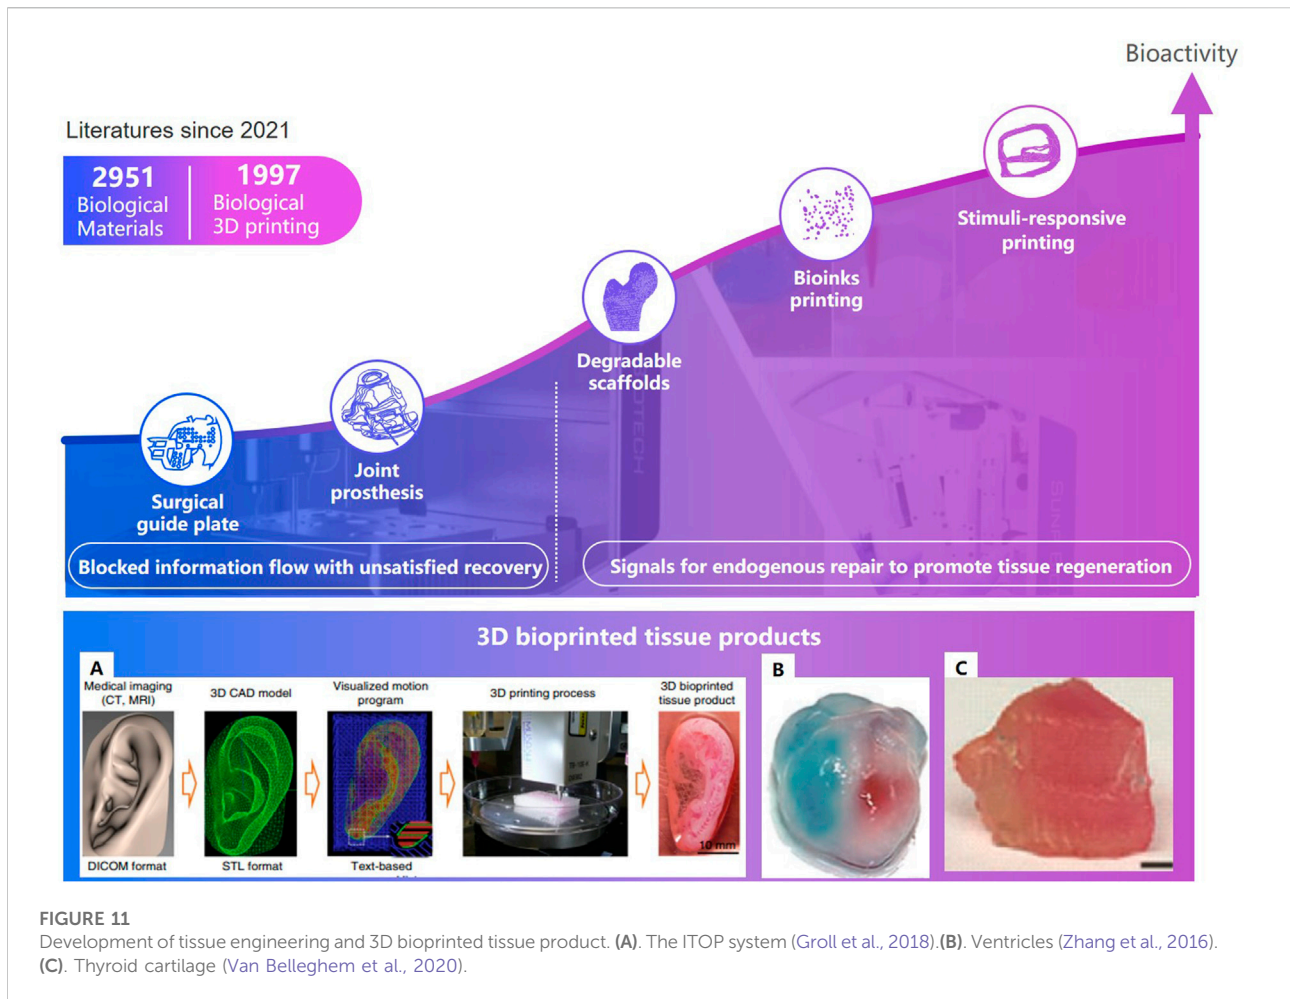 Bioactivity
Literatures since 2021
2951
Biological
Materials
1997
Biological
3D printing
Stimuli-responsive
printing
Bioinks
printing
Degradable
scaffolds
Joint
prosthesis
Surgical
guide plate
Blocked information flow with unsatisfied recovery
Signals for endogenous repair to promote tissue regeneration
3D bioprinted tissue products
A
Medical imaging
(CT, MRI)
3D CAD model
Visualized motion
program
3D printing process
3D bioprinted
tissue product
10 mm
DICOM format
STL format
Text-based
B
C
FIGURE 11
Development of tissue engineering and 3D bioprinted tissue product. (A). The ITOP system (Groll et al., 2018).(B). Ventricles (Zhang et al., 2016).
(C). Thyroid cartilage (Van Belleghem et al., 2020).